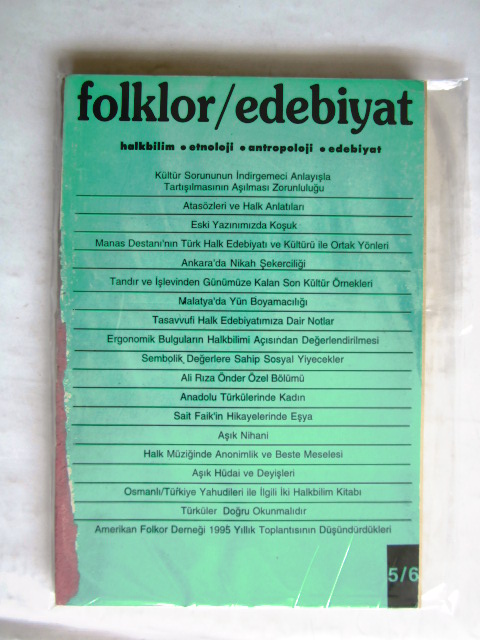 folklor/edebiyat
halkbilim • etnoloji • antropoloji • edebiyat
Kültür Sorununun İndirgemeci Anlayışla
Tartışılmasının Aşılması Zorunluluğu
Atasözleri ve Halk Anlatıları
Eski Yazınımızda Koşuk
Manas Destanı'nın Türk Halk Edebiyatı ve Kültürü ile Ortak Yönleri
Ankara'da Nikah Şekerciliği
Tandır ve İşlevinden Günümüze Kalan Son Kültür Örnekleri
Malatya'da Yün Boyamacılığı
Tasavvufi Halk Edebiyatımıza Dair Notlar
Ergonomik Bulguların Halkbilimi Açısından Değerlendirilmesi
Sembolik Değerlere Sahip Sosyal Yiyecekler
Ali Rıza Önder Özel Bölümü
Anadolu Türkülerinde Kadın
Sait Faik'in Hikayelerinde Eşya
Aşık Nihani
Halk Müziğinde Anonimlik ve Beste Meselesi
Aşık Hüdai ve Deyişleri
Osmanlı/Türkiye Yahudileri ile İlgili İki Halkbilim Kitabı
Türküler Doğru Okunmalıdır
Amerikan Folkor Derneği 1995 Yıllık Toplantısının Düşündürdükleri
5/6